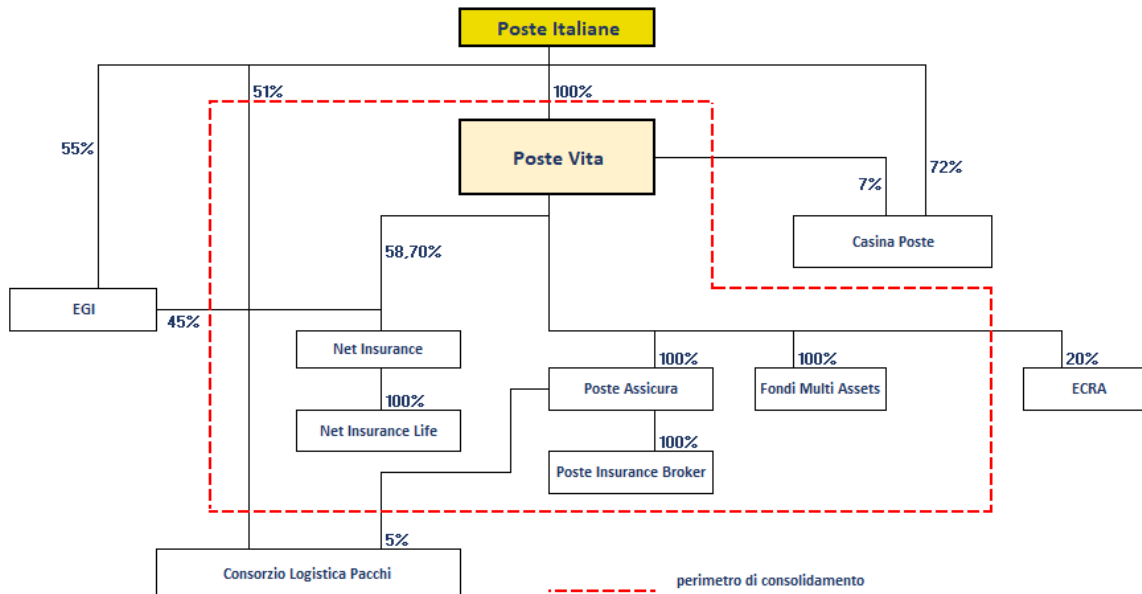 Poste Italiane
51%
100%
Poste Vita
55%
7%
72%
Casina Poste
58,70%
EGI
45%
Net Insurance
100%
100%
20%
Poste Assicura
Fondi Multi Assets
ECRA
100%
Net Insurance Life
100%
Poste Insurance Broker
5%
Consorzio Logistica Pacchi
perimetro di consolidamento